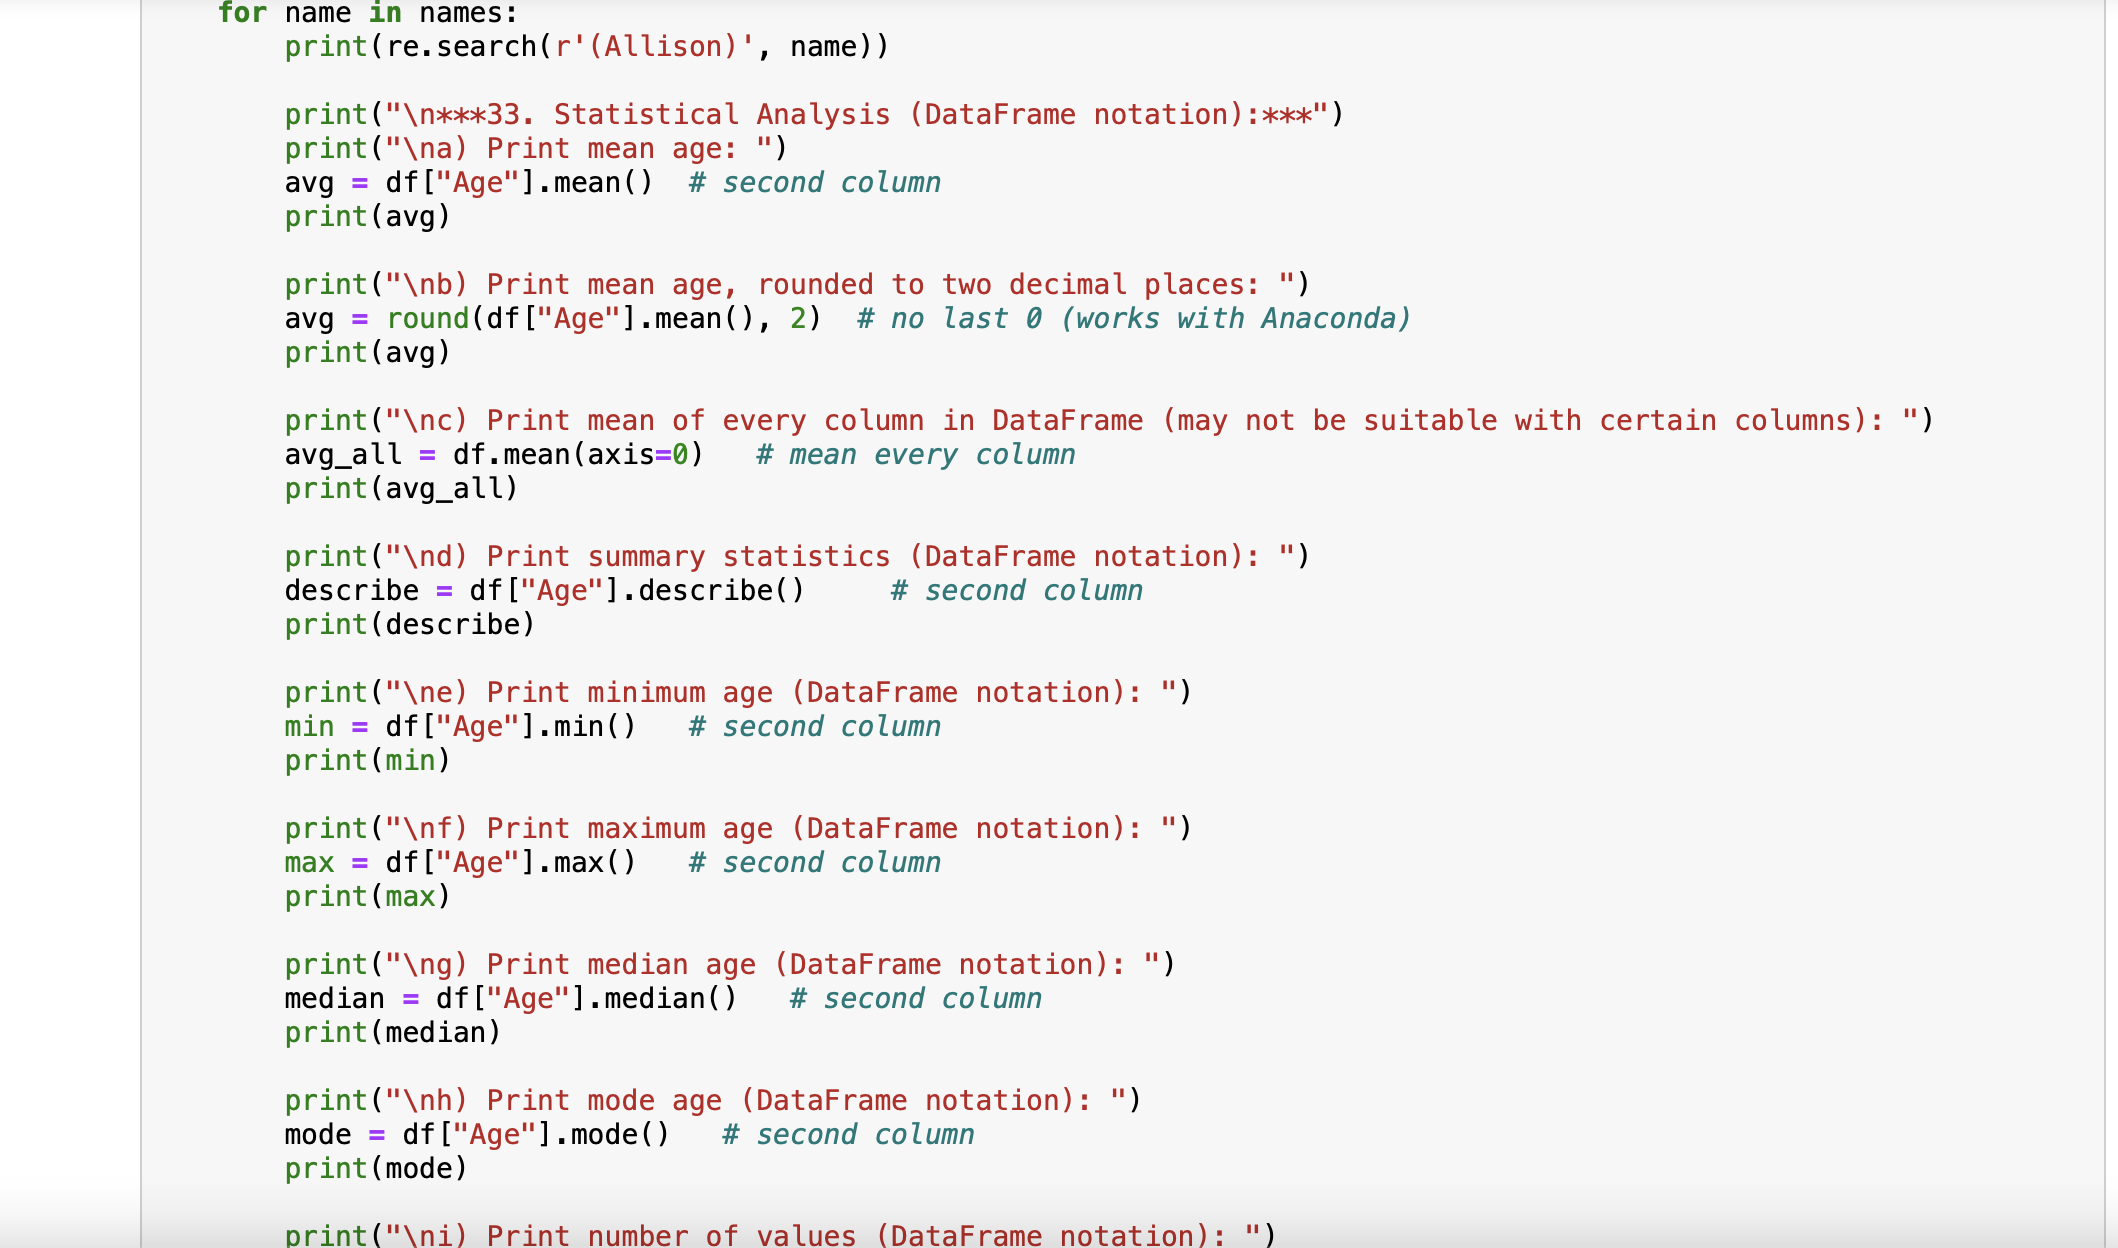 for name in names:
    print(re.search(r'(Allison)', name))

    print("\n***33. Statistical Analysis (DataFrame notation):***")
    print("\na) Print mean age: ")
    avg = df["Age"].mean()  # second column
    print(avg)

    print("\nb) Print mean age, rounded to two decimal places: ")
    avg = round(df["Age"].mean(), 2)  # no last 0 (works with Anaconda)
    print(avg)

    print("\nc) Print mean of every column in DataFrame (may not be suitable with certain columns): ")
    avg_all = df.mean(axis=0)   # mean every column
    print(avg_all)

    print("\nd) Print summary statistics (DataFrame notation): ")
    describe = df["Age"].describe()     # second column
    print(describe)

    print("\ne) Print minimum age (DataFrame notation): ")
    min = df["Age"].min()   # second column
    print(min)

    print("\nf) Print maximum age (DataFrame notation): ")
    max = df["Age"].max()   # second column
    print(max)

    print("\ng) Print median age (DataFrame notation): ")
    median = df["Age"].median()   # second column
    print(median)

    print("\nh) Print mode age (DataFrame notation): ")
    mode = df["Age"].mode()   # second column
    print(mode)

    print("\ni) Print number of values (DataFrame notation): ")